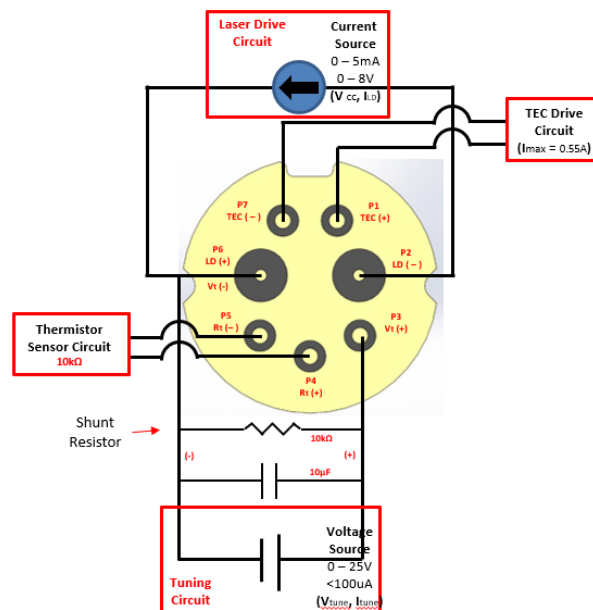 Laser Drive
Circuit
Current
Source
0 – 5mA
0 – 8V
(V cc, ILD)
TEC Drive
Circuit
(Imax = 0.55A)
P7
TEC (–)
P1
TEC (+)
P6
LD (+)
Vt (-)
P2
LD (–)
P5
Rt (–)
P3
Vt (+)
P4
Rt (+)
Thermistor
Sensor Circuit
10kΩ
Shunt
Resistor
10kΩ
(-)
(+)
10µF
Voltage
Source
0 – 25V
<100uA
(Vtune, Itune)
Tuning
Circuit